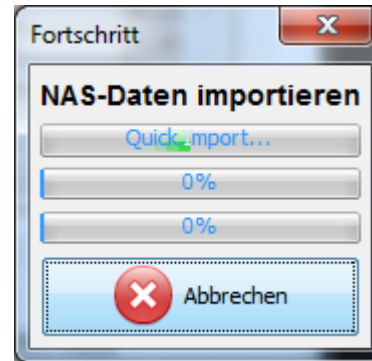 Fortschritt
NAS-Daten importieren
Quick import...
0%
0%
Abbrechen